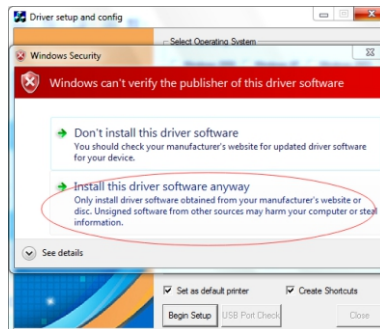 Driver setup and config
Select Operating System
Windows Security
Windows can't verify the publisher of this driver software
Don't install this driver software
You should check your manufacturer's website for updated driver software
for your device.
Install this driver software anyway
Only install driver software obtained from your manufacturer's website or
disc. Unsigned software from other sources may harm your computer or steal
information.
See details
Set as default printer
Create Shortcuts
Begin Setup
USB Port Check
Close